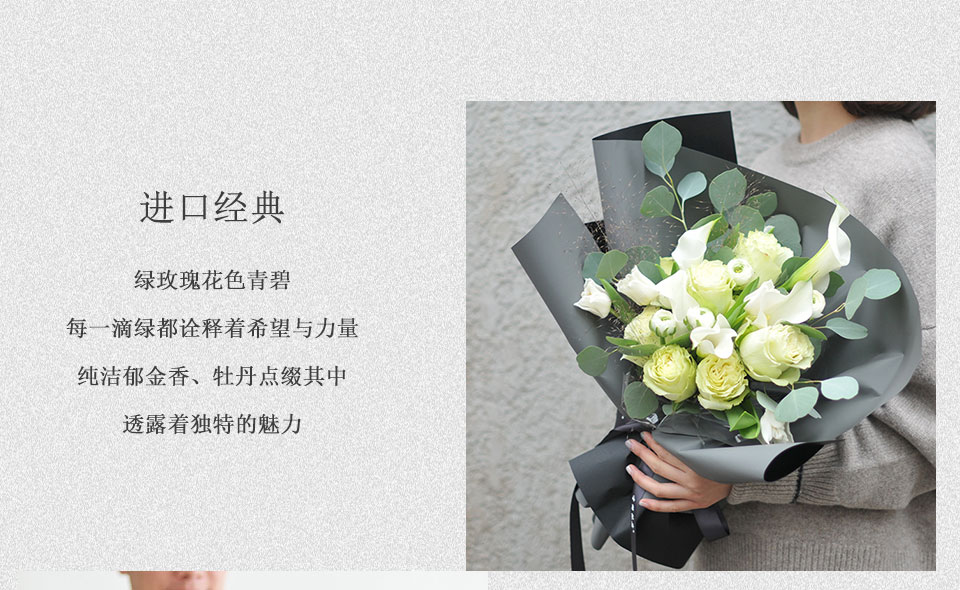 进口经典
绿玫瑰花色青碧
每一滴绿都诠释着希望与力量
纯洁郁金香、牡丹点缀其中
透露着独特的魅力